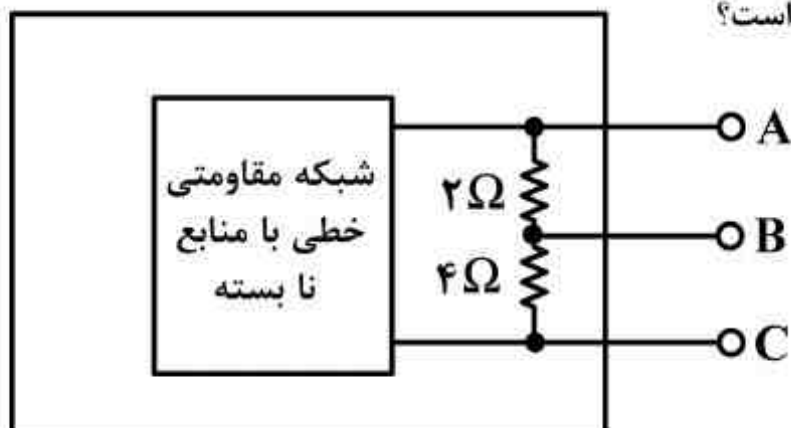 است؟
شبکه مقاومتی
خطی با منابع
نا بسته
۲Ω
۴Ω
A
B
C